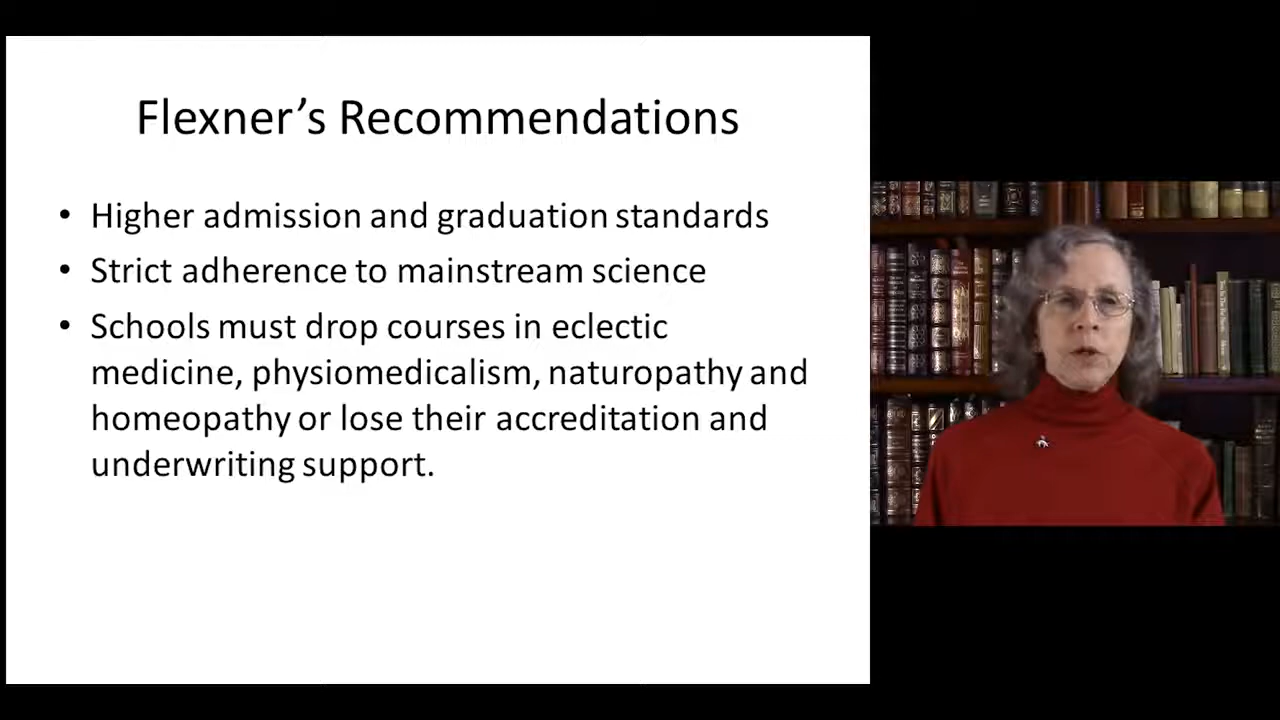 Flexner’s Recommendations
• Higher admission and graduation standards
• Strict adherence to mainstream science
• Schools must drop courses in eclectic
medicine, physiomedicalism, naturopathy and
homeopathy or lose their accreditation and
underwriting support.